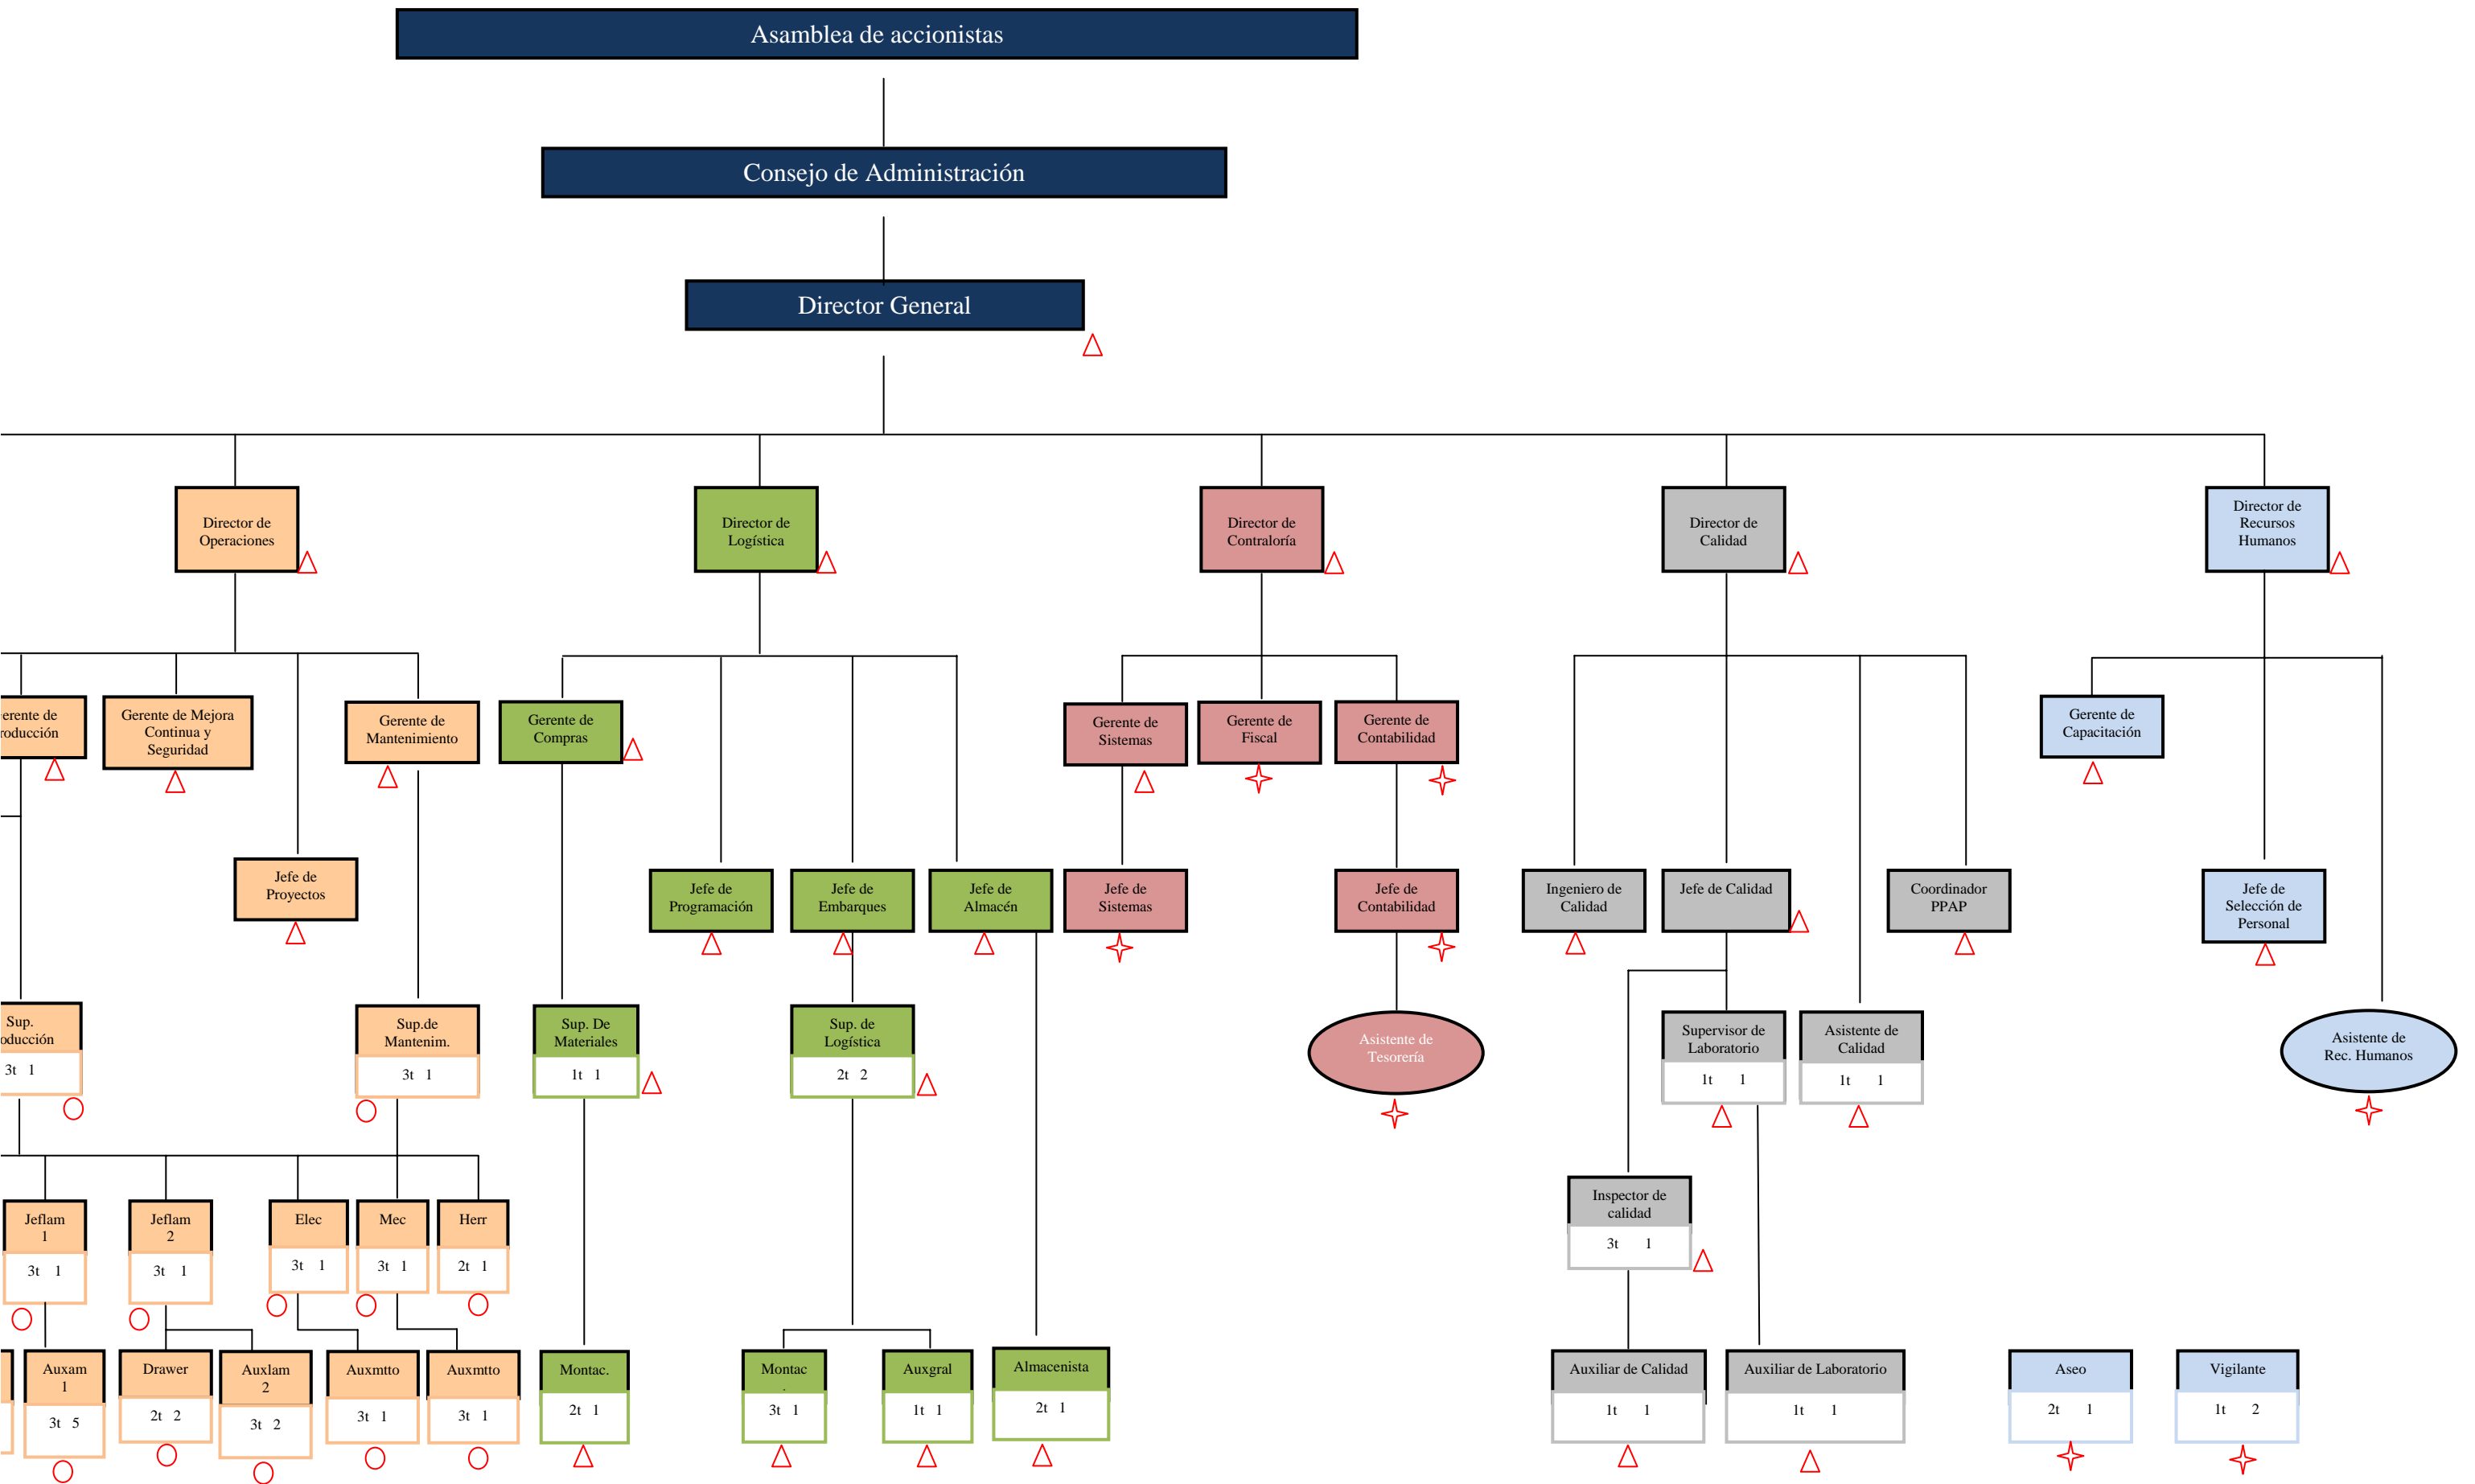 Asamblea de accionistas
Consejo de Administración
Director General
Director de
Operaciones
Director de
Logística
Director de
Contraloría
Director de
Calidad
Director de
Recursos
Humanos
erente de
oducción
Gerente de Mejora
Continua y
Seguridad
Gerente de
Mantenimiento
Gerente de
Compras
Gerente de
Sistemas
Gerente de
Fiscal
Gerente de
Contabilidad
Gerente de
Capacitación
Jefe de
Proyectos
Jefe de
Programación
Jefe de
Embarques
Jefe de
Almacén
Jefe de
Sistemas
Jefe de
Contabilidad
Ingeniero de
Calidad
Jefe de Calidad
Coordinador
PPAP
Jefe de
Selección de
Personal
Sup.
oducción
3t 1
Sup.de
Mantenim.
3t 1
Sup. De
Materiales
1t 1
Sup. de
Logística
2t 2
Asistente de
Tesorería
Supervisor de
Laboratorio
1t 1
Asistente de
Calidad
1t 1
Asistente de
Rec. Humanos
Jeflam
1
3t 1
Jeflam
2
3t 1
Elec
3t 1
Mec
3t 1
Herr
2t 1
Inspector de
calidad
3t 1
Auxam
1
3t 5
Drawer
2t 2
Auxlam
2
3t 2
Auxmtto
3t 1
Auxmtto
3t 1
Montac.
2t 1
Montac
.
3t 1
Auxgral
1t 1
Almacenista
2t 1
Auxiliar de Calidad
1t 1
Auxiliar de Laboratorio
1t 1
Aseo
2t 1
Vigilante
1t 2